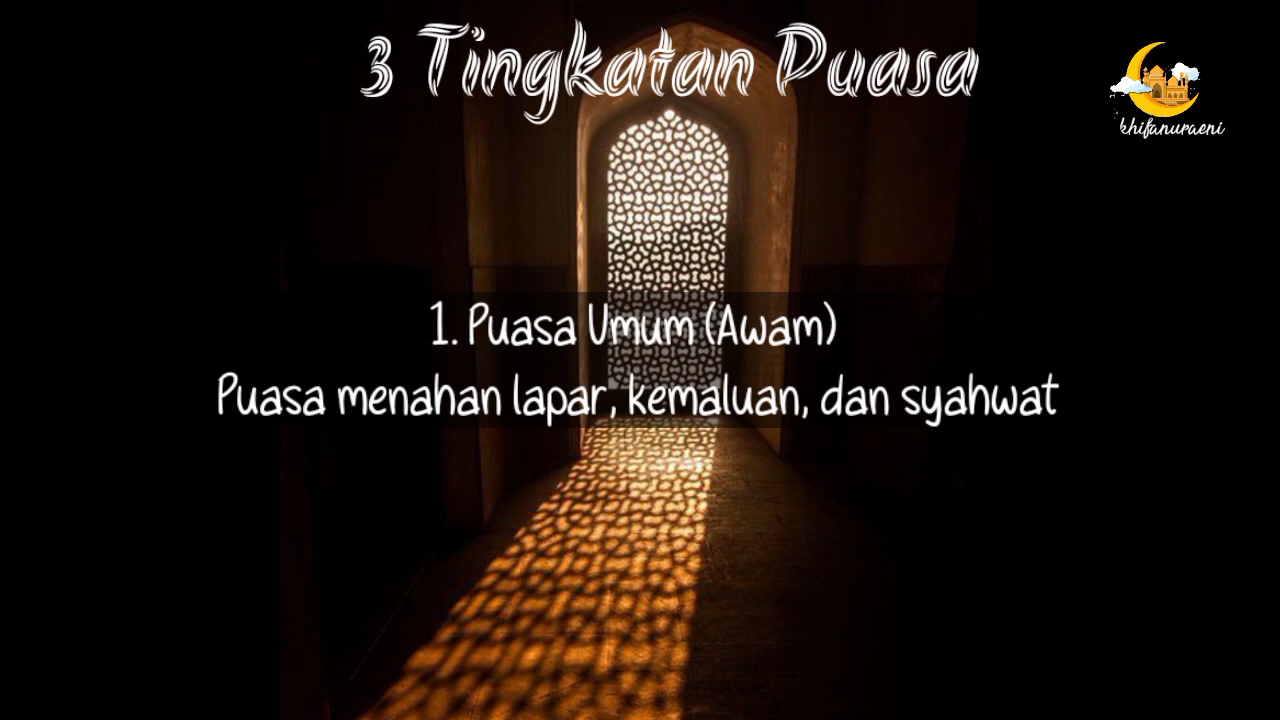 3 Tingkatan Puasa
khifanuraeni
1. Puasa Umum (Awam)
Puasa menahan lapar, kemaluan, dan syahwat